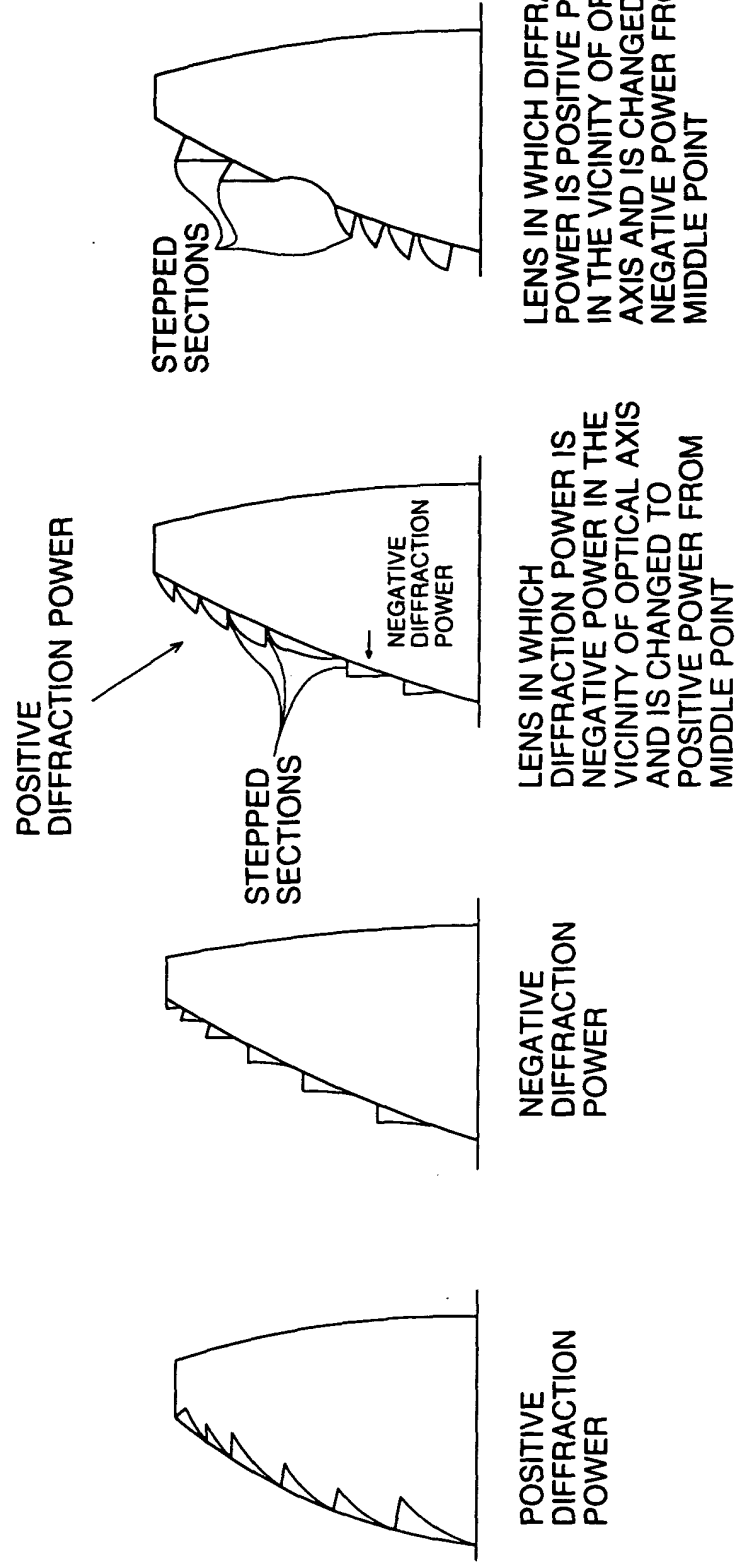 POSITIVE
DIFFRACTION POWER
STEPPED
SECTIONS
STEPPED
SECTIONS
NEGATIVE
DIFFRACTION
POWER
POSITIVE
DIFFRACTION
POWER
NEGATIVE
DIFFRACTION
POWER
LENS IN WHICH
DIFFRACTION POWER IS
NEGATIVE POWER IN THE
VICINITY OF OPTICAL AXIS
AND IS CHANGED TO
POSITIVE POWER FROM
MIDDLE POINT
LENS IN WHICH
POWER IS POSITIVE
IN THE VICINITY OF
AXIS AND IS CHANGED
NEGATIVE POWER
MIDDLE POINT